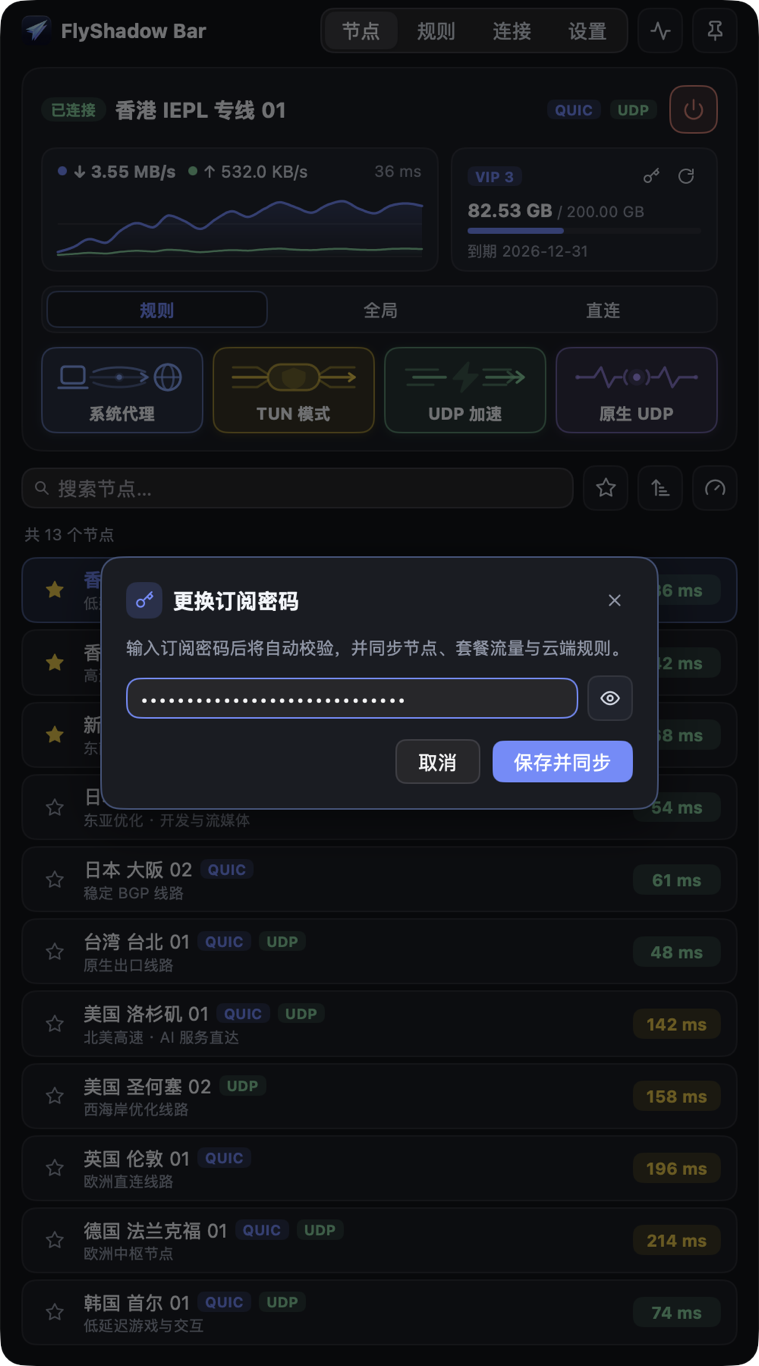 FlyShadow Bar 节点 规则 连接 设置
已连接 香港 IEPL 专线 01 QUIC UDP
↓ 3.55 MB/s ↑ 532.0 KB/s 36 ms
VIP 3
82.53 GB / 200.00 GB
到期 2026-12-31
规则 全局 直连
系统代理 TUN 模式 UDP 加速 原生 UDP
搜索节点...
共 13 个节点
更换订阅密码
输入订阅密码后将自动校验，并同步节点、套餐流量与云端规则。
••••••••••••••••••••••••••••
取消 保存并同步
香
低
香 42 ms
高
新
东
日 54 ms
东亚优化 · 开发与流媒体
日本 大阪 02 QUIC 61 ms
稳定 BGP 线路
台湾 台北 01 QUIC UDP 48 ms
原生出口线路
美国 洛杉矶 01 QUIC UDP 142 ms
北美高速 · AI 服务直达
美国 圣何塞 02 UDP 158 ms
西海岸优化线路
英国 伦敦 01 QUIC 196 ms
欧洲直连线路
德国 法兰克福 01 QUIC UDP 214 ms
欧洲中枢节点
韩国 首尔 01 QUIC UDP 74 ms
低延迟游戏与交互